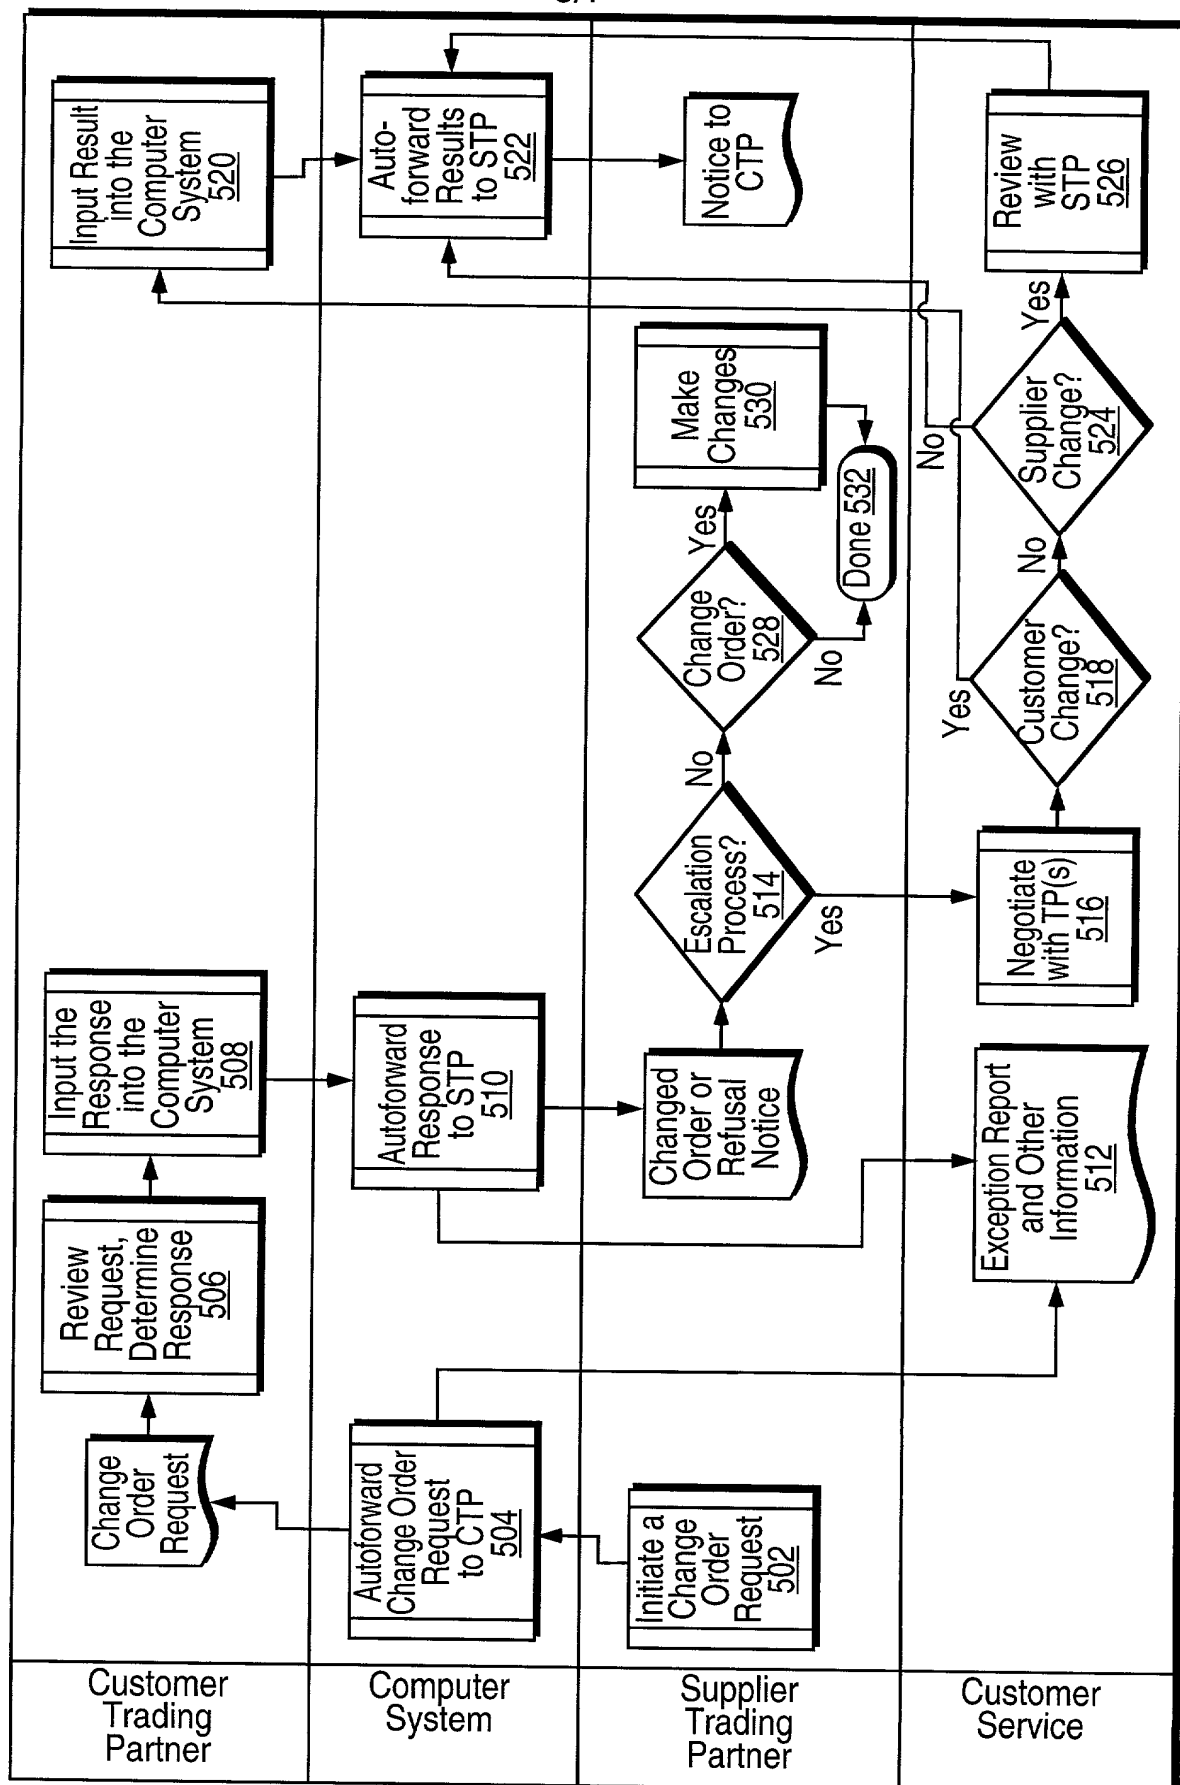 Customer
Trading
Partner
Change
Order
Request
Review
Request,
Determine
Response
506
Input the
Response
into the
Computer
System
508
Input Result
into the
Computer
System
520
Computer
System
Autoforward
Change Order
Request
to CTP
504
Autoforward
Response
to STP
510
Auto-
forward
Results
to STP
522
Supplier
Trading
Partner
Initiate a
Change
Order
Request
502
Changed
Order or
Refusal
Notice
Escalation
Process?
514
No
Yes
Change
Order?
528
Yes
No
Make
Changes
530
Done 532
Notice to
CTP
Customer
Service
Exception Report
and Other
Information
512
Negotiate
with TP(s)
516
Customer
Change?
518
Yes
No
Supplier
Change?
524
No
Yes
Review
with
STP
526